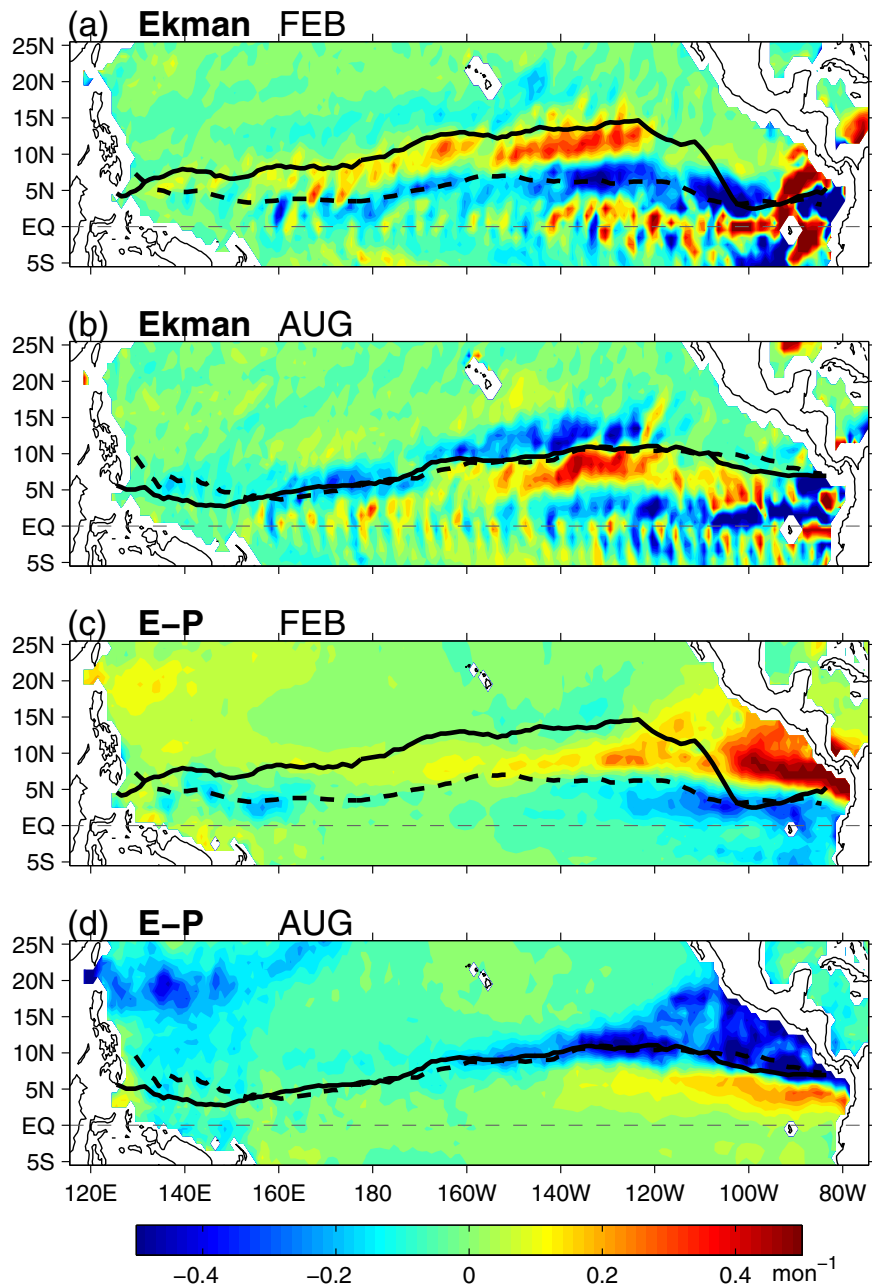 (a) Ekman FEB
25N
20N
15N
10N
5N
EQ
5S
(b) Ekman AUG
25N
20N
15N
10N
5N
EQ
5S
(c) E−P FEB
25N
20N
15N
10N
5N
EQ
5S
(d) E−P AUG
25N
20N
15N
10N
5N
EQ
5S
120E 140E 160E 180 160W 140W 120W 100W 80W
−0.4 −0.2 0 0.2 0.4 mon⁻¹